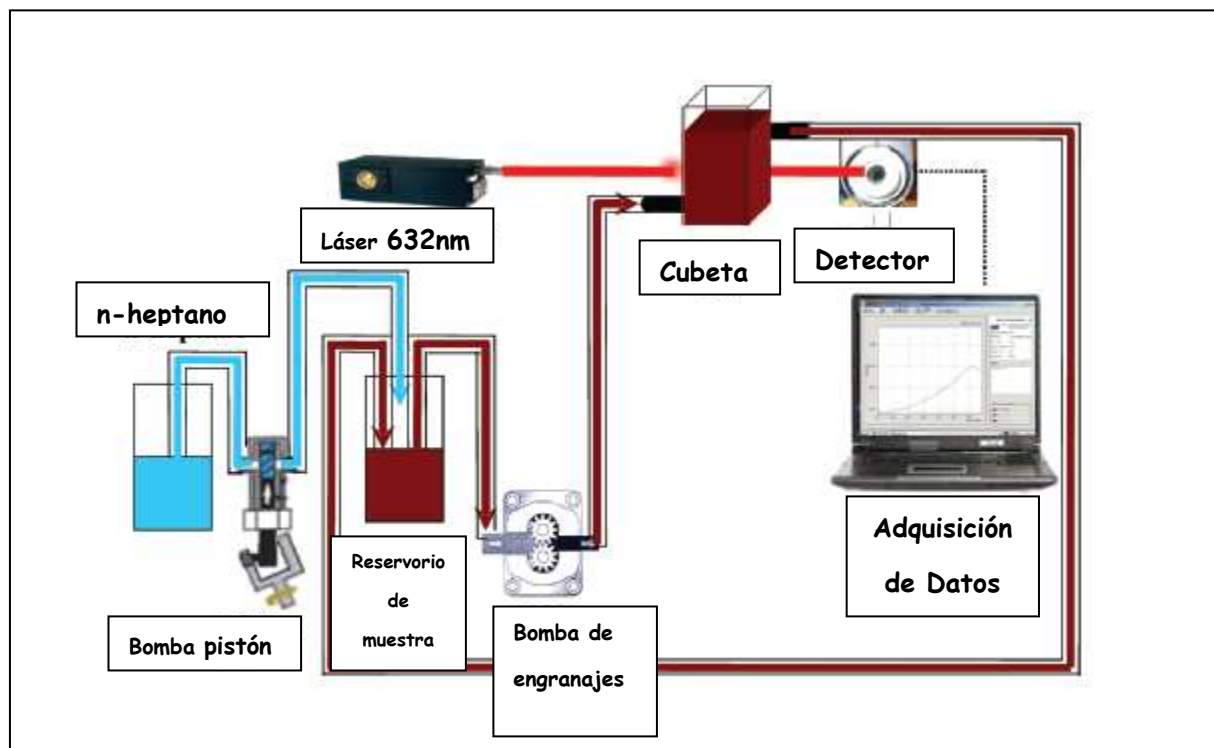 Láser 632nm
Cubeta
Detector
n-heptano
Adquisición
de Datos
Reservorio
de
muestra
Bomba pistón
Bomba de
engranajes